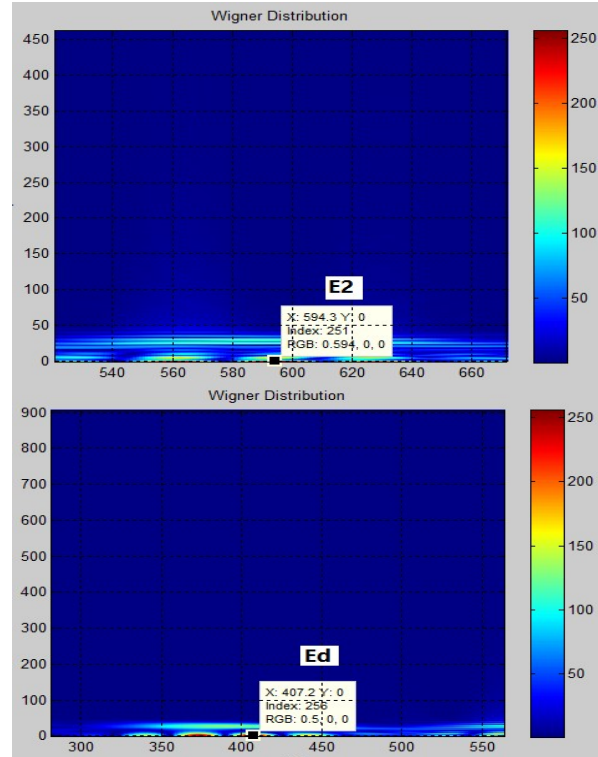 Wigner Distribution
450
400
350
300
250
200
150
100
50
0
E2
X: 594.3 Y: 0
Index: 251
RGB: 0.594, 0, 0
540 560 580 600 620 640 660
250
200
150
100
50
Wigner Distribution
900
800
700
600
500
400
300
200
100
0
Ed
X: 407.2 Y: 0
Index: 256
RGB: 0.5, 0, 0
300 350 400 450 500 550
250
200
150
100
50